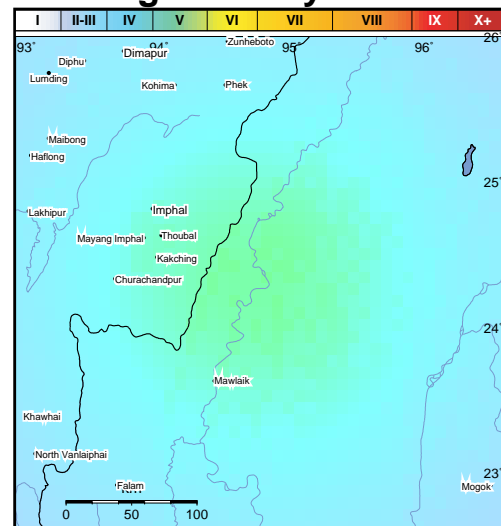 I II-III IV V VI VII VIII IX X+
93° 94° 95° 96° 26°
Zunheboto
Dimapur
Diphu
Lumding
Kohima
Phek
Maibong
Haflong
25°
Lakhipur
Imphal
Mayang Imphal
Thoubal
Kakching
Churachandpur
24°
Mawlaik
Khawhai
North Vanlaiphai
23°
Falam
Mogok
km
0 50 100